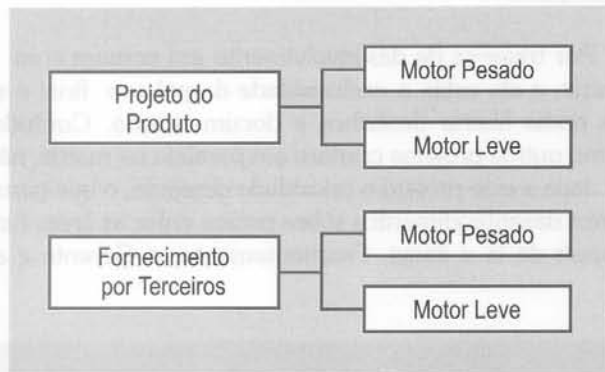 Projeto do
Produto
Motor Pesado
Motor Leve
Fornecimento
por Terceiros
Motor Pesado
Motor Leve